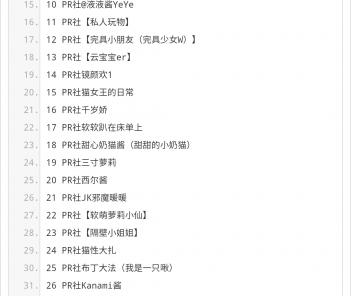 15. 10 PR社@液液酱YeYe
16. 11 PR社【私人玩物】
17. 12 PR社【完具小朋友（完具少女W）】
18. 13 PR社【云宝宝er】
19. 14 PR社镜颜欢1
20. 15 PR社猫女王的日常
21. 16 PR社千岁娇
22. 17 PR社软软趴在床单上
23. 18 PR社甜心奶猫酱（甜甜的小奶猫）
24. 19 PR社三寸萝莉
25. 20 PR社西尔酱
26. 21 PR社JK邪魔暖暖
27. 22 PR社【软萌萝莉小仙】
28. 23 PR社【隔壁小姐姐】
29. 24 PR社猫性大扎
30. 25 PR社布丁大法（我是一只啾）
31. 26 PR社Kanami酱